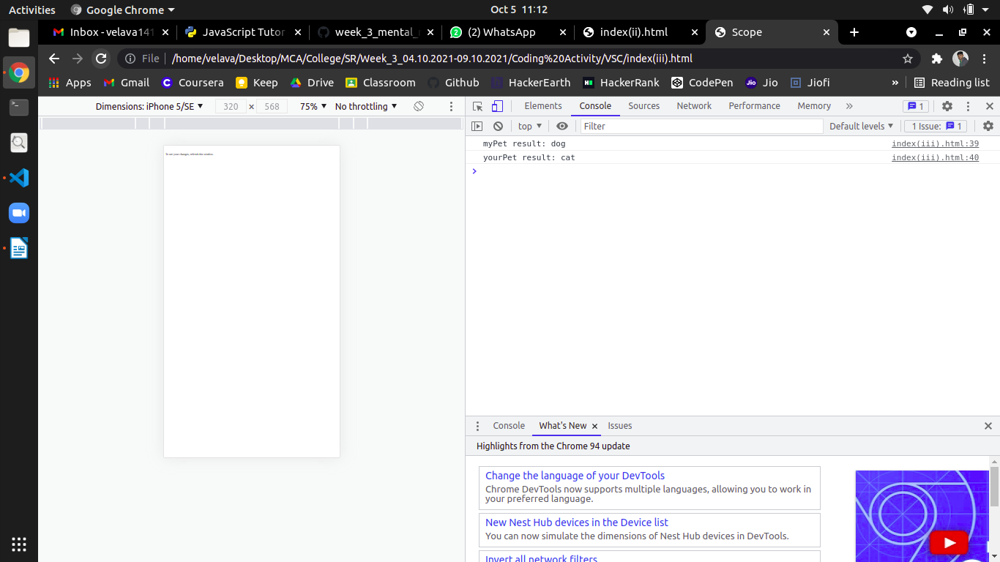 Activities Google Chrome Oct 5 11:12
Inbox - velava141 JavaScript Tutor week_3_mental_ (2) WhatsApp index(ii).html Scope
File /home/velava/Desktop/MCA/College/SR/Week_3_04.10.2021-09.10.2021/Coding%20Activity/VSC/index(iii).html
Apps Gmail Coursera Keep Drive Classroom Github HackerEarth HackerRank CodePen Jio Jiofi » Reading list
Dimensions: iPhone 5/SE 320 × 568 75% No throttling
Elements Console Sources Network Performance Memory » 1
top Filter Default levels 1 Issue: 1
To see your changes, refresh this window.
myPet result: dog index(iii).html:39
yourPet result: cat index(iii).html:40
Console What's New Issues
Highlights from the Chrome 94 update
Change the language of your DevTools
Chrome DevTools now supports multiple languages, allowing you to work in
your preferred language.
New Nest Hub devices in the Device list
You can now simulate the dimensions of Nest Hub devices in DevTools.
Invert all network filters